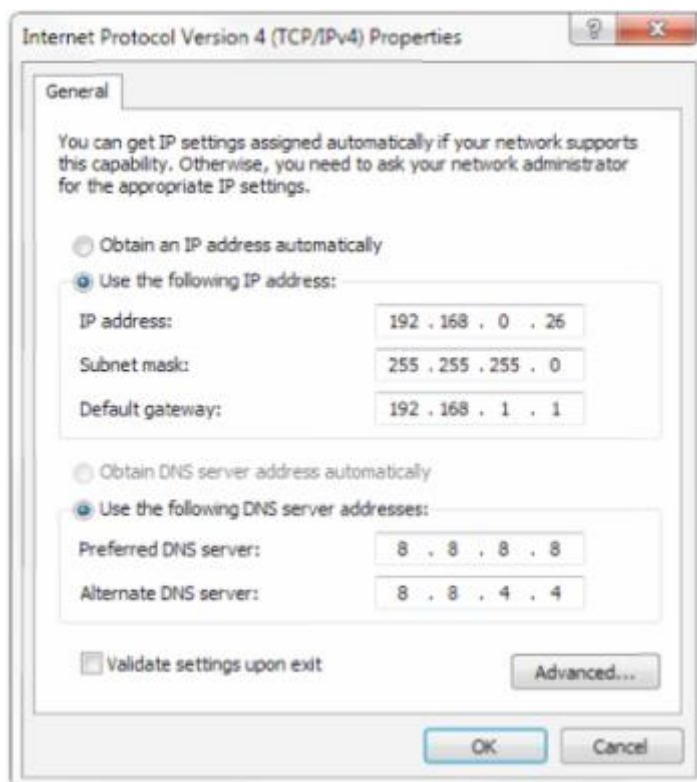 Internet Protocol Version 4 (TCP/IPv4) Properties
General
You can get IP settings assigned automatically if your network supports
this capability. Otherwise, you need to ask your network administrator
for the appropriate IP settings.
Obtain an IP address automatically
Use the following IP address:
IP address: 192 . 168 . 0 . 26
Subnet mask: 255 . 255 . 255 . 0
Default gateway: 192 . 168 . 1 . 1
Obtain DNS server address automatically
Use the following DNS server addresses:
Preferred DNS server: 8 . 8 . 8 . 8
Alternate DNS server: 8 . 8 . 4 . 4
Validate settings upon exit
Advanced...
OK Cancel